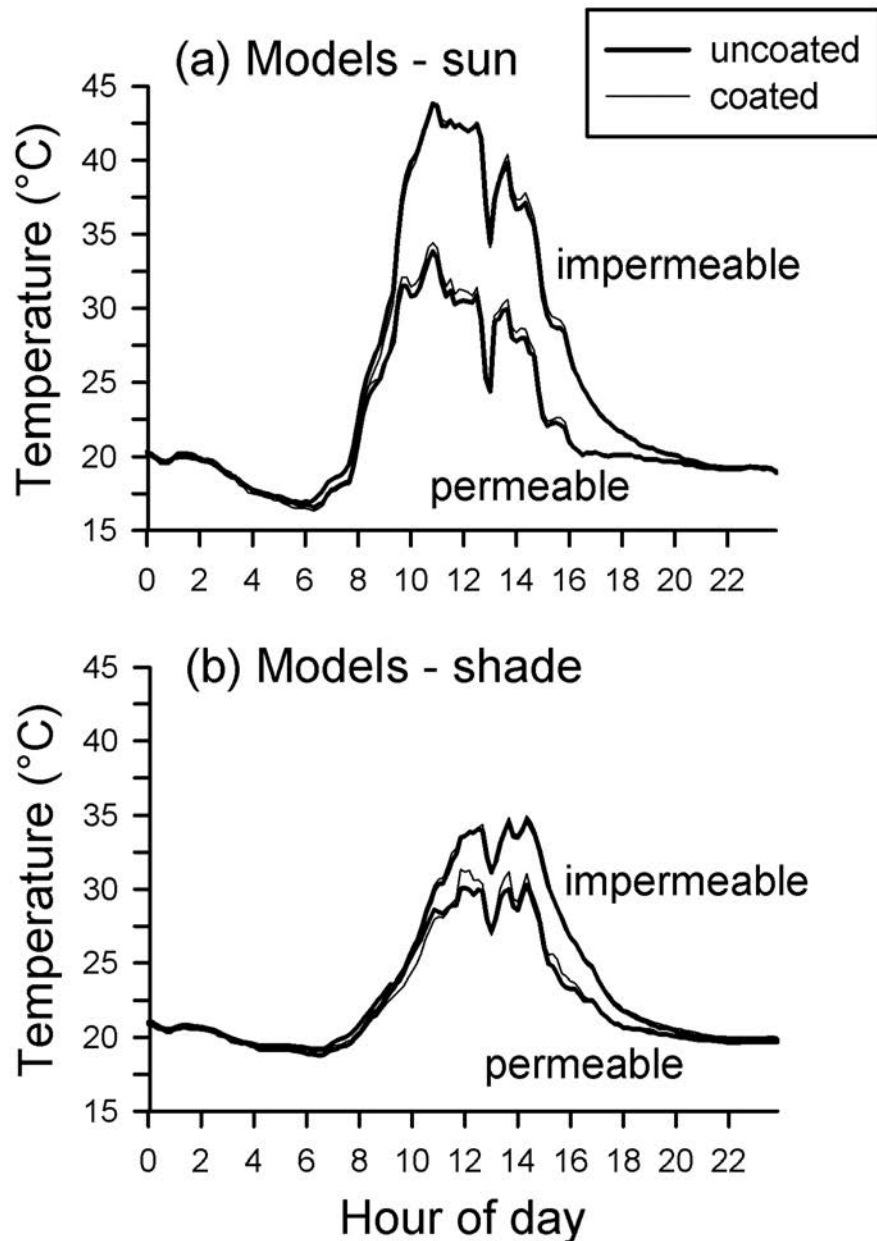 (a) Models - sun
uncoated
coated
45
40
35
30
25
20
15
Temperature (°C)
impermeable
permeable
0 2 4 6 8 10 12 14 16 18 20 22
(b) Models - shade
45
40
35
30
25
20
15
Temperature (°C)
impermeable
permeable
0 2 4 6 8 10 12 14 16 18 20 22
Hour of day